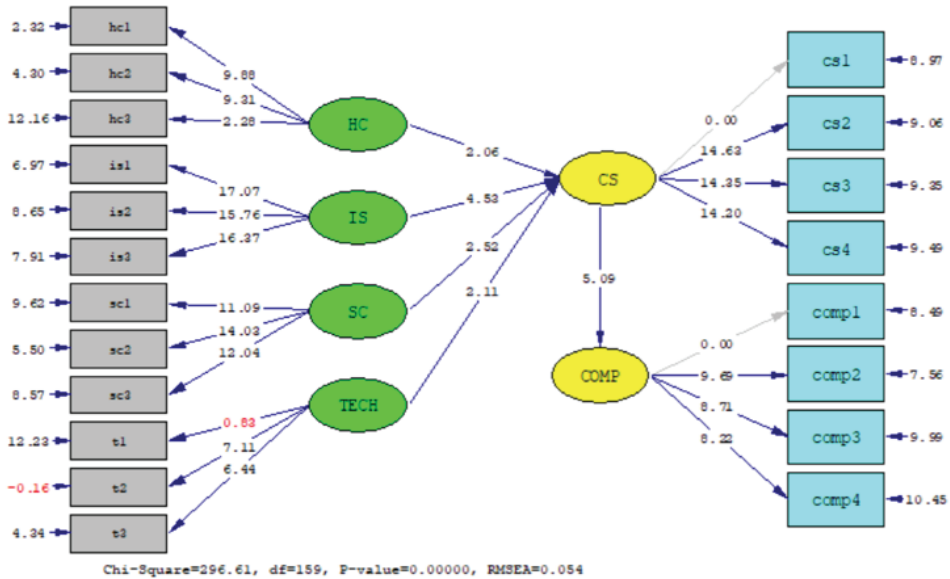 2.32 hc1
4.30 hc2
12.16 hc3
6.97 is1
8.65 is2
7.91 is3
9.62 sc1
5.50 sc2
8.57 sc3
12.23 t1
-0.16 t2
4.34 t3
9.88
9.31
2.28
17.07
15.76
16.37
11.09
14.03
12.04
0.83
7.11
6.44
HC
IS
SC
TECH
2.06
4.53
2.52
2.11
CS
5.09
COMP
0.00
14.63
14.35
14.20
0.00
9.69
8.71
8.22
cs1 8.97
cs2 9.06
cs3 9.35
cs4 9.49
comp1 8.49
comp2 7.56
comp3 9.99
comp4 10.45
Chi-Square=296.61, df=159, P-value=0.00000, RMSEA=0.054